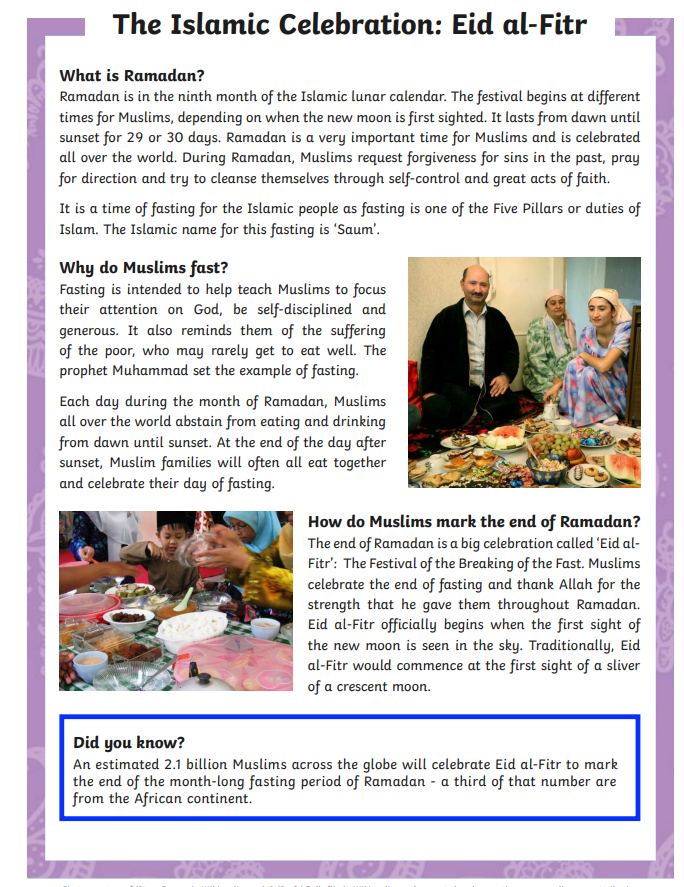 The Islamic Celebration: Eid al-Fitr
What is Ramadan?
Ramadan is in the ninth month of the Islamic lunar calendar. The festival begins at different
times for Muslims, depending on when the new moon is first sighted. It lasts from dawn until
sunset for 29 or 30 days. Ramadan is a very important time for Muslims and is celebrated
all over the world. During Ramadan, Muslims request forgiveness for sins in the past, pray
for direction and try to cleanse themselves through self-control and great acts of faith.
It is a time of fasting for the Islamic people as fasting is one of the Five Pillars or duties of
Islam. The Islamic name for this fasting is ‘Saum’.
Why do Muslims fast?
Fasting is intended to help teach Muslims to focus
their attention on God, be self-disciplined and
generous. It also reminds them of the suffering
of the poor, who may rarely get to eat well. The
prophet Muhammad set the example of fasting.
Each day during the month of Ramadan, Muslims
all over the world abstain from eating and drinking
from dawn until sunset. At the end of the day after
sunset, Muslim families will often all eat together
and celebrate their day of fasting.
How do Muslims mark the end of Ramadan?
The end of Ramadan is a big celebration called ‘Eid al-
Fitr’: The Festival of the Breaking of the Fast. Muslims
celebrate the end of fasting and thank Allah for the
strength that he gave them throughout Ramadan.
Eid al-Fitr officially begins when the first sight of
the new moon is seen in the sky. Traditionally, Eid
al-Fitr would commence at the first sight of a sliver
of a crescent moon.
Did you know?
An estimated 2.1 billion Muslims across the globe will celebrate Eid al-Fitr to mark
the end of the month-long fasting period of Ramadan - a third of that number are
from the African continent.